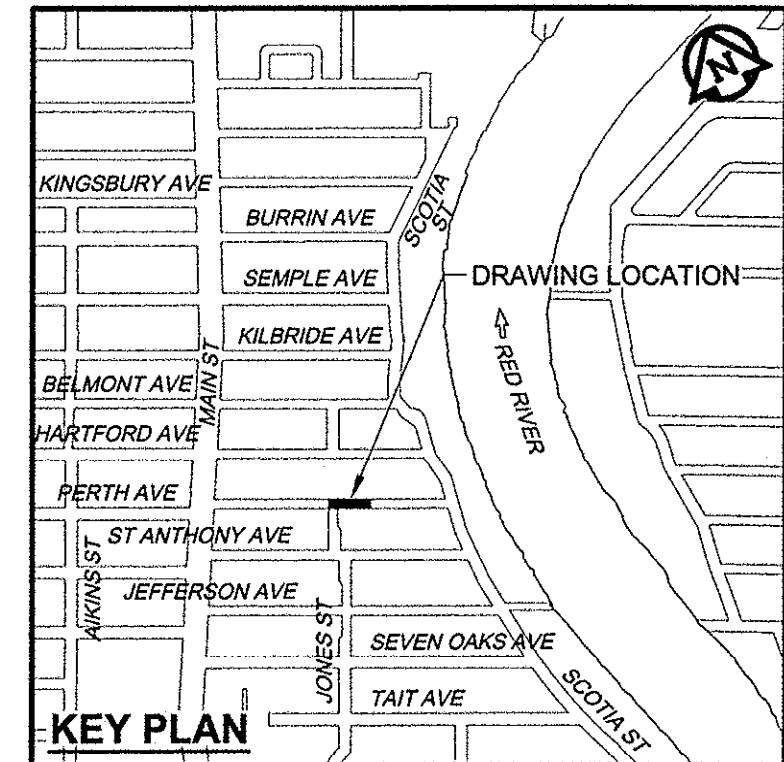 N
KINGSBURY AVE
BURRIN AVE
SCOTIA
ST
SEMPLE AVE
DRAWING LOCATION
KILBRIDE AVE
RED RIVER
MAIN ST
BELMONT AVE
HARTFORD AVE
PERTH AVE
ST ANTHONY AVE
AIKINS ST
JEFFERSON AVE
JONES ST
SEVEN OAKS AVE
TAIT AVE
SCOTIA ST
KEY PLAN